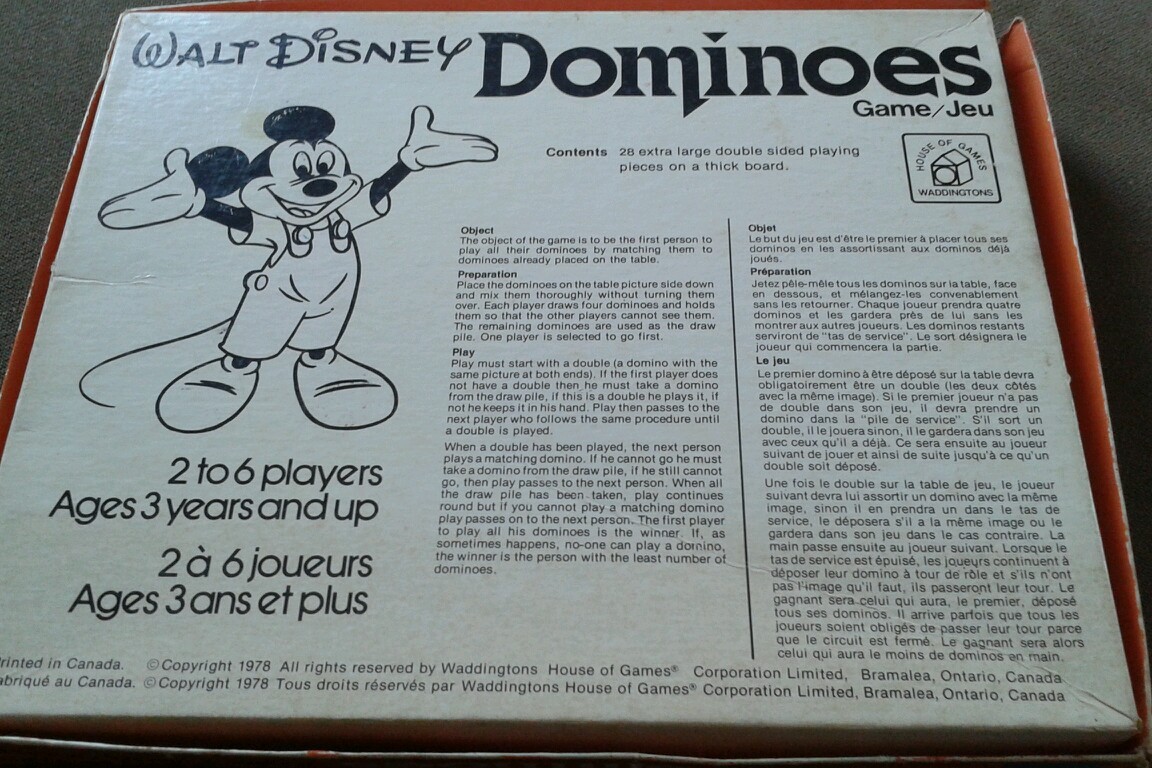 WALT DISNEY Dominoes
Game/Jeu
Contents 28 extra large double sided playing
pieces on a thick board.
HOUSE OF GAMES
WADDINGTONS
Object
The object of the game is to be the first person to
play all their dominoes by matching them to
dominoes already placed on the table.
Preparation
Place the dominoes on the table picture side down
and mix them thoroughly without turning them
over. Each player draws four dominoes and holds
them so that the other players cannot see them.
The remaining dominoes are used as the draw
pile. One player is selected to go first.
Play
Play must start with a double (a domino with the
same picture at both ends). If the first player does
not have a double then he must take a domino
from the draw pile, if this is a double he plays it, if
not he keeps it in his hand. Play then passes to the
next player who follows the same procedure until
a double is played.
When a double has been played, the next person
plays a matching domino. If he cannot go he must
take a domino from the draw pile, if he still cannot
go, then play passes to the next person. When all
the draw pile has been taken, play continues
round but if you cannot play a matching domino
play passes on to the next person. The first player
to play all his dominoes is the winner. If, as
sometimes happens, no-one can play a domino,
the winner is the person with the least number of
dominoes.
Objet
Le but du jeu est d'être le premier à placer tous ses
dominos en les assortissant aux dominos déjà
joués.
Préparation
Jetez pêle-mêle tous les dominos sur la table, face
en dessous, et mélangez-les convenablement
sans les retourner. Chaque joueur prendra quatre
dominos et les gardera près de lui sans les
montrer aux autres joueurs. Les dominos restants
serviront de "tas de service". Le sort désignera le
joueur qui commencera la partie.
Le jeu
Le premier domino à être déposé sur la table devra
obligatoirement être un double (les deux côtés
avec la même image). Si le premier joueur n'a pas
de double dans son jeu, il devra prendre un
domino dans la "pile de service". S'il sort un
double, il le jouera sinon, il le gardera dans son jeu
avec ceux qu'il a déjà. Ce sera ensuite au joueur
suivant de jouer et ainsi de suite jusqu'à ce qu'un
double soit déposé.
Une fois le double sur la table de jeu, le joueur
suivant devra lui assortir un domino avec la même
image, sinon il en prendra un dans le tas de
service, le déposera s'il a la même image ou le
gardera dans son jeu dans le cas contraire. La
main passe ensuite au joueur suivant. Lorsque le
tas de service est épuisé, les joueurs continuent à
déposer leur domino à tour de rôle et s'ils n'ont
pas l'image qu'il faut, ils passeront leur tour. Le
gagnant sera celui qui aura, le premier, déposé
tous ses dominos. Il arrive parfois que tous les
joueurs soient obligés de passer leur tour parce
que le circuit est fermé. Le gagnant sera alors
celui qui aura le moins de dominos en main.
2 to 6 players
Ages 3 years and up
2 à 6 joueurs
Ages 3 ans et plus
rinted in Canada. © Copyright 1978 All rights reserved by Waddingtons House of Games® Corporation Limited, Bramalea, Ontario, Canada
abriqué au Canada. © Copyright 1978 Tous droits réservés par Waddingtons House of Games® Corporation Limited, Bramalea, Ontario, Canada